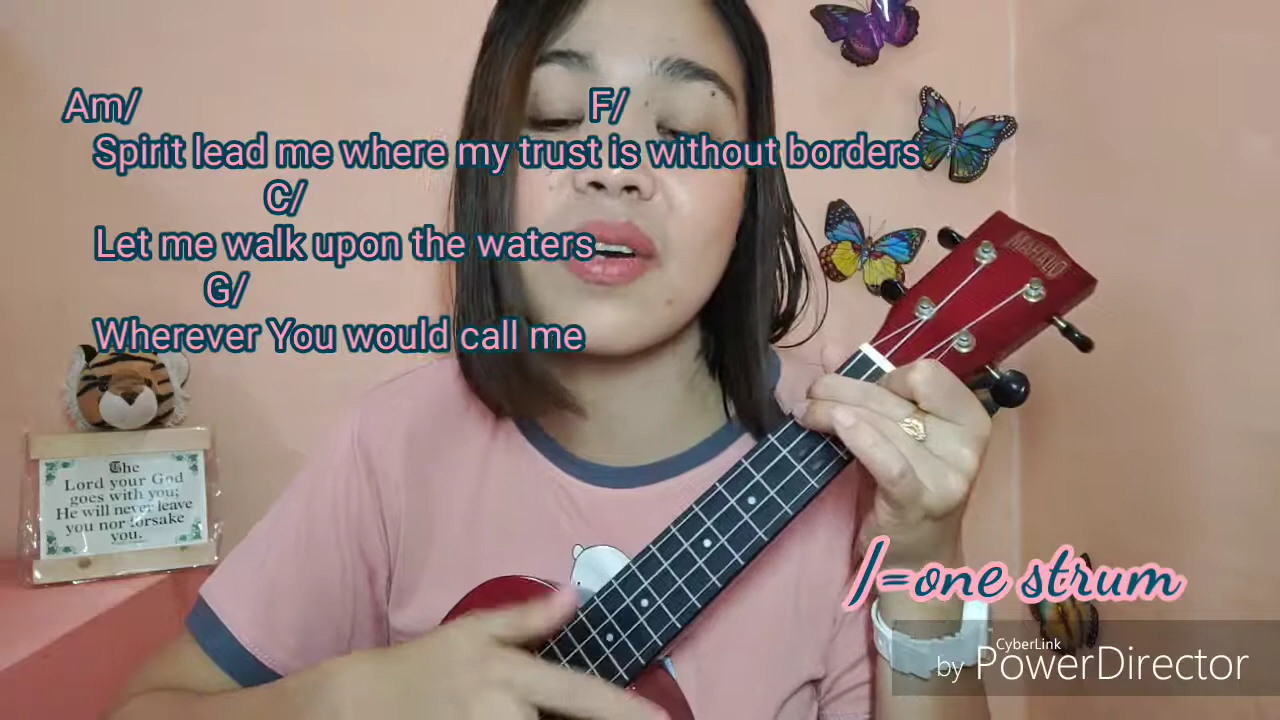 Am/ F/
Spirit lead me where my trust is without borders
C/
Let me walk upon the waters
G/
Wherever You would call me
MAHALO
The
Lord your God
goes with you;
He will never leave
you nor forsake
you.
/=one strum
CyberLink
by PowerDirector